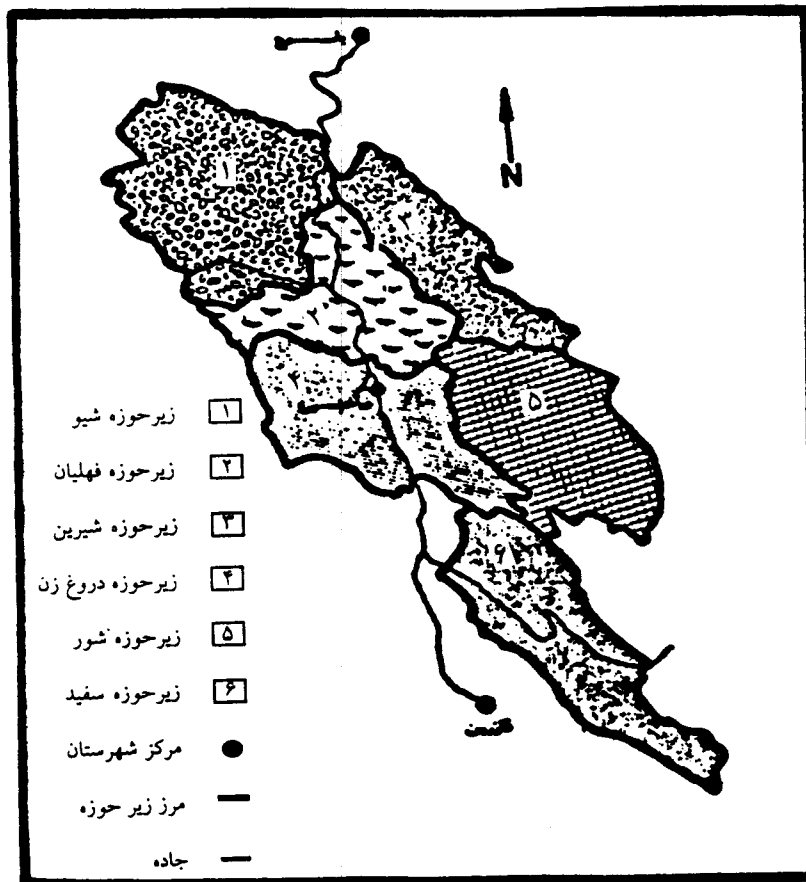 N
۱
۳
۲
۴
۵
۶
۱ زیرحوزه شیو
۲ زیرحوزه فهلیان
۳ زیرحوزه شیرین
۴ زیرحوزه دروغ زن
۵ زیرحوزه شور
۶ زیرحوزه سفید
مرکز شهرستان
مرز زیر حوزه
جاده